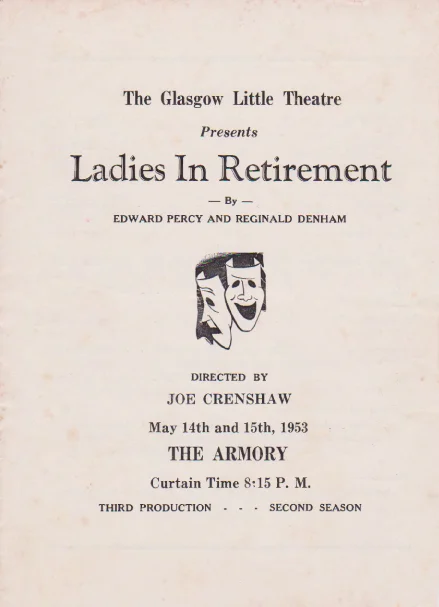 The Glasgow Little Theatre
Presents
Ladies In Retirement
— By —
EDWARD PERCY AND REGINALD DENHAM
DIRECTED BY
JOE CRENSHAW
May 14th and 15th, 1953
THE ARMORY
Curtain Time 8:15 P. M.
THIRD PRODUCTION - - - SECOND SEASON